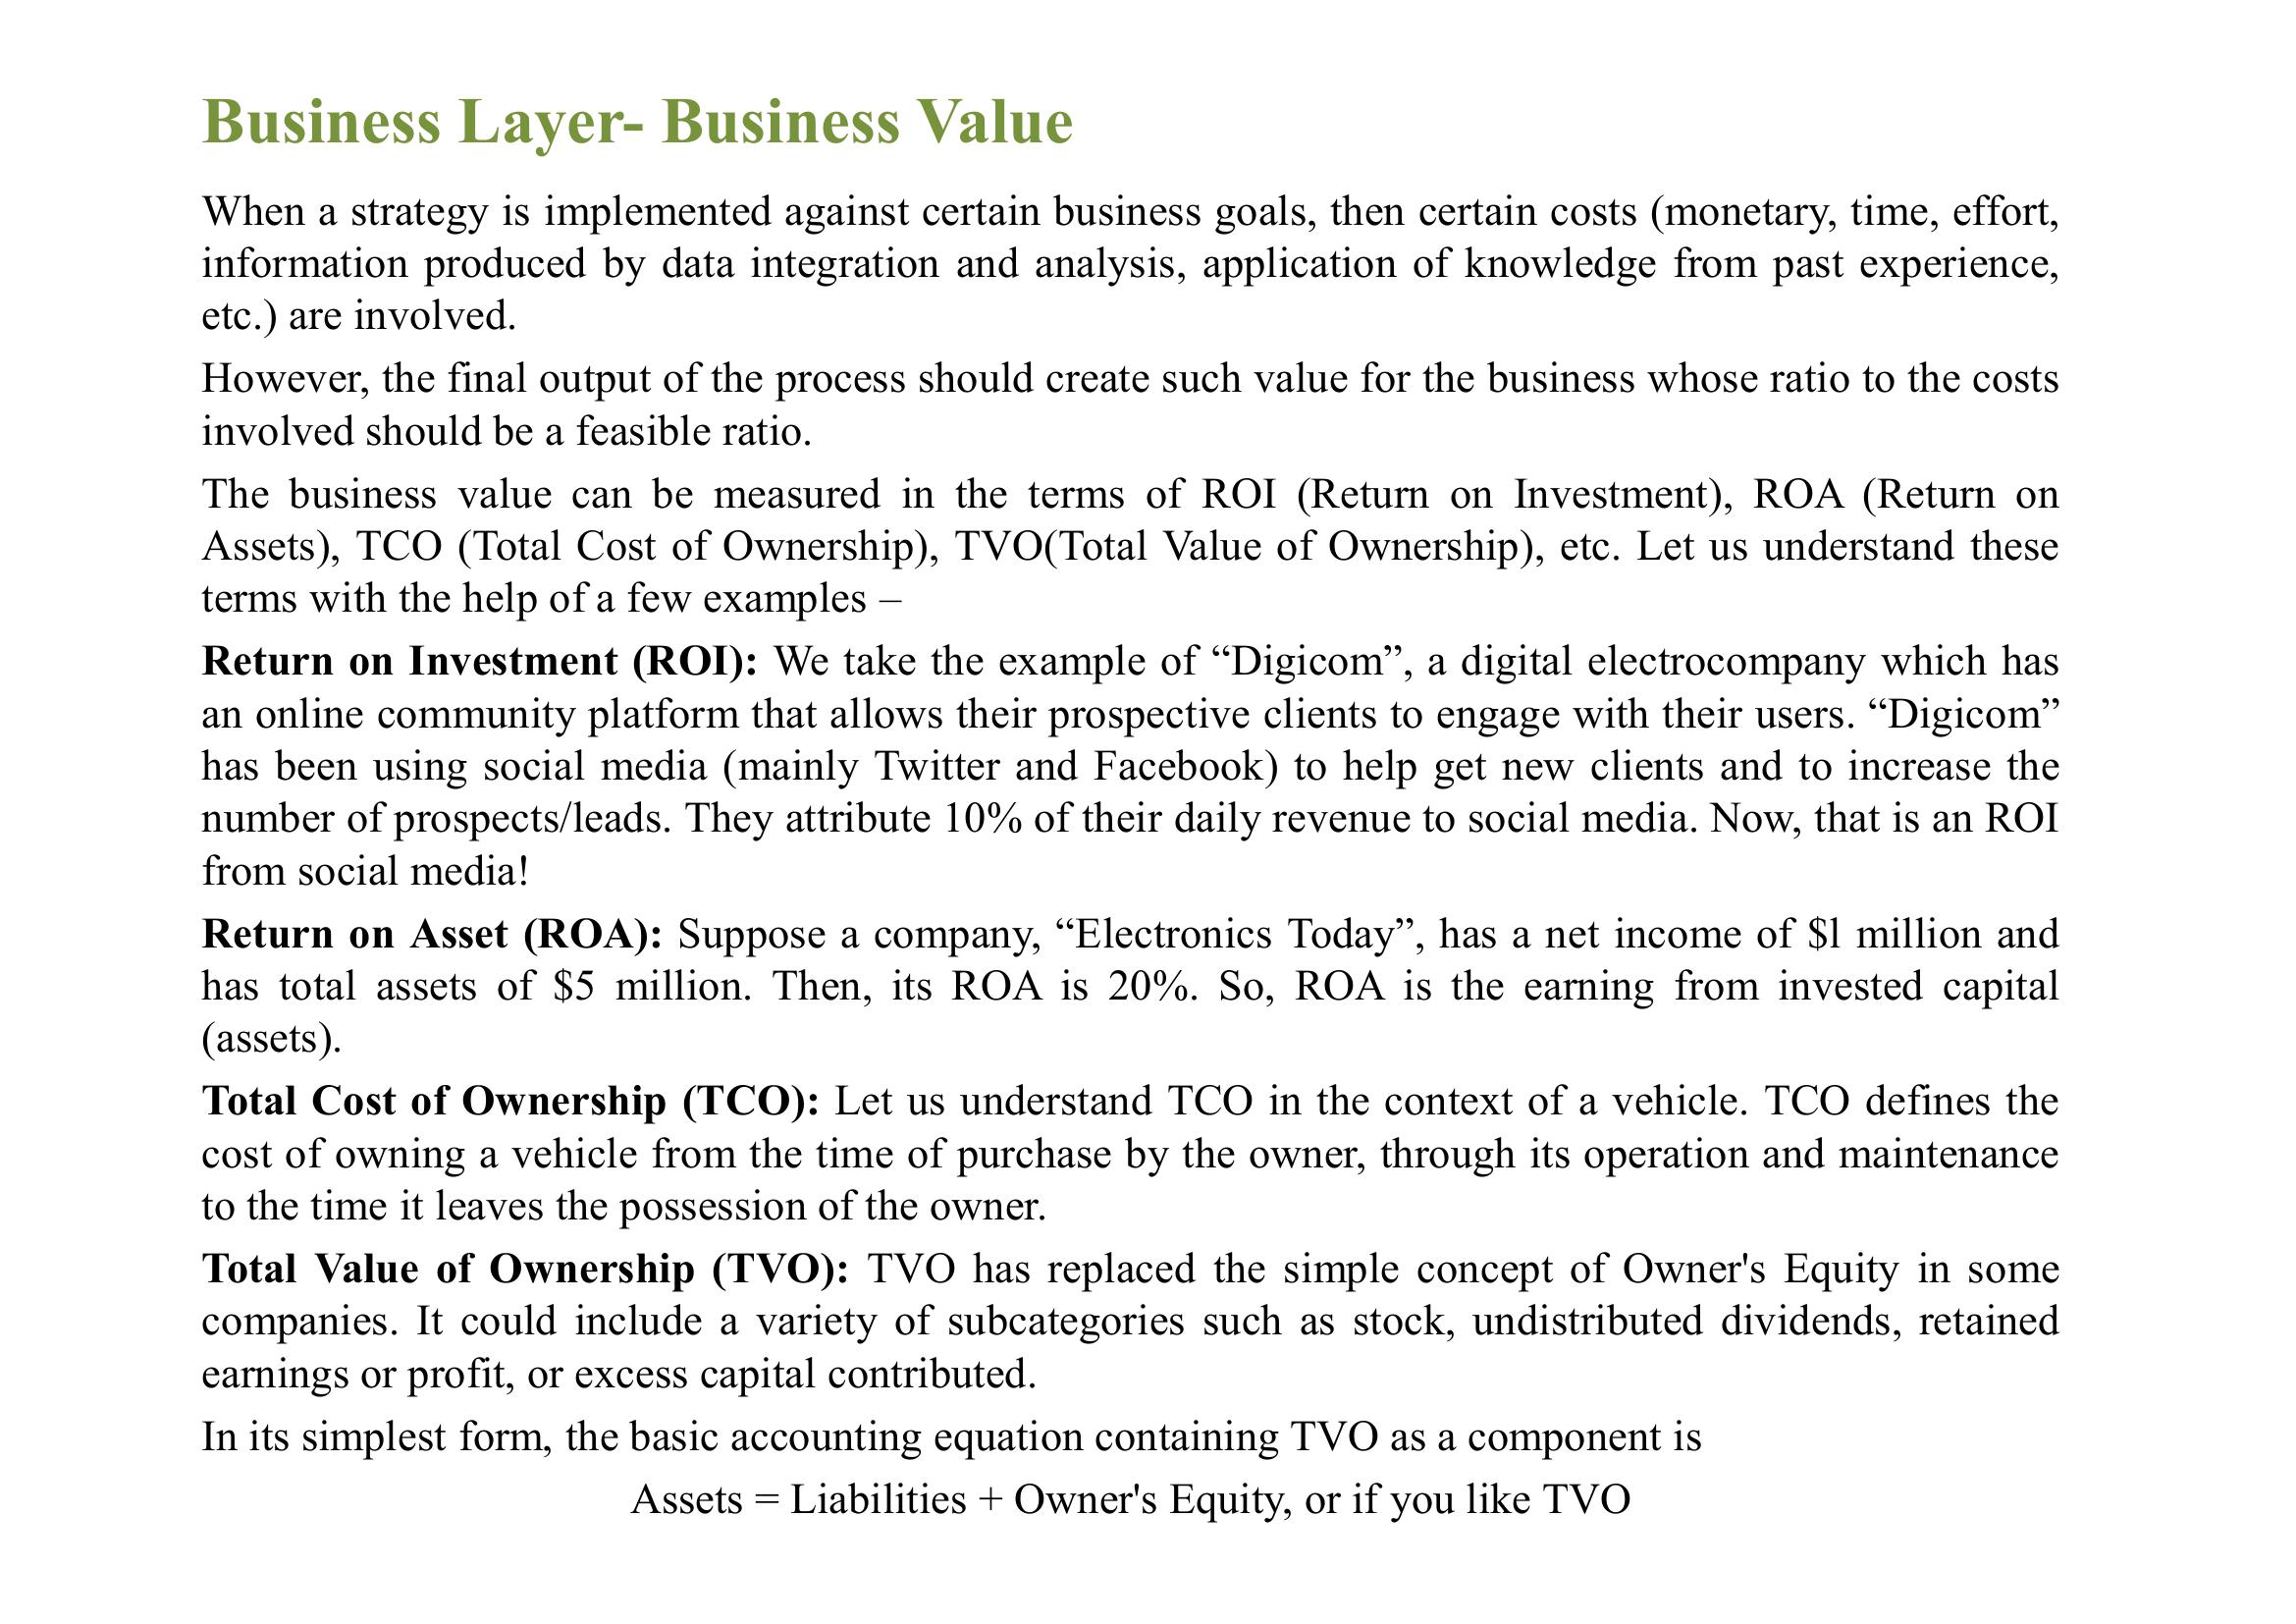 Business Layer- Business Value
When a strategy is implemented against certain business goals, then certain costs (monetary, time, effort,
information produced by data integration and analysis, application of knowledge from past experience,
etc.) are involved.
However, the final output of the process should create such value for the business whose ratio to the costs
involved should be a feasible ratio.
The business value can be measured in the terms of ROI (Return on Investment), ROA (Return on
Assets), TCO (Total Cost of Ownership), TVO(Total Value of Ownership), etc. Let us understand these
terms with the help of a few examples –
Return on Investment (ROI): We take the example of “Digicom”, a digital electrocompany which has
an online community platform that allows their prospective clients to engage with their users. “Digicom”
has been using social media (mainly Twitter and Facebook) to help get new clients and to increase the
number of prospects/leads. They attribute 10% of their daily revenue to social media. Now, that is an ROI
from social media!
Return on Asset (ROA): Suppose a company, “Electronics Today”, has a net income of $l million and
has total assets of $5 million. Then, its ROA is 20%. So, ROA is the earning from invested capital
(assets).
Total Cost of Ownership (TCO): Let us understand TCO in the context of a vehicle. TCO defines the
cost of owning a vehicle from the time of purchase by the owner, through its operation and maintenance
to the time it leaves the possession of the owner.
Total Value of Ownership (TVO): TVO has replaced the simple concept of Owner's Equity in some
companies. It could include a variety of subcategories such as stock, undistributed dividends, retained
earnings or profit, or excess capital contributed.
In its simplest form, the basic accounting equation containing TVO as a component is
Assets = Liabilities + Owner's Equity, or if you like TVO